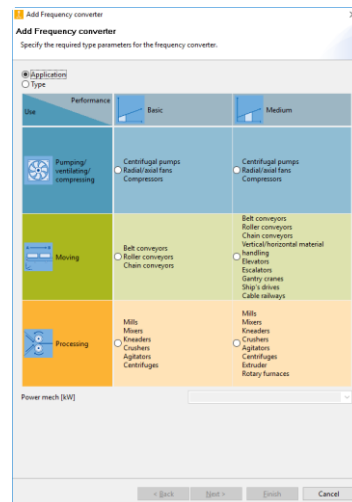 Add Frequency converter
Add Frequency converter
Specify the required type parameters for the frequency converter.
Application
Type
Performance
Use
Basic
Medium
Pumping/
ventilating/
compressing
Centrifugal pumps
Radial/axial fans
Compressors
Centrifugal pumps
Radial/axial fans
Compressors
Moving
Belt conveyors
Roller conveyors
Chain conveyors
Belt conveyors
Roller conveyors
Chain conveyors
Vertical/horizontal material
handling
Elevators
Escalators
Gantry cranes
Ship's drives
Cable railways
Processing
Mills
Mixers
Kneaders
Crushers
Agitators
Centrifuges
Mills
Mixers
Kneaders
Crushers
Agitators
Centrifuges
Extruder
Rotary furnaces
Power mech [kW]
< Back
Next >
Finish
Cancel